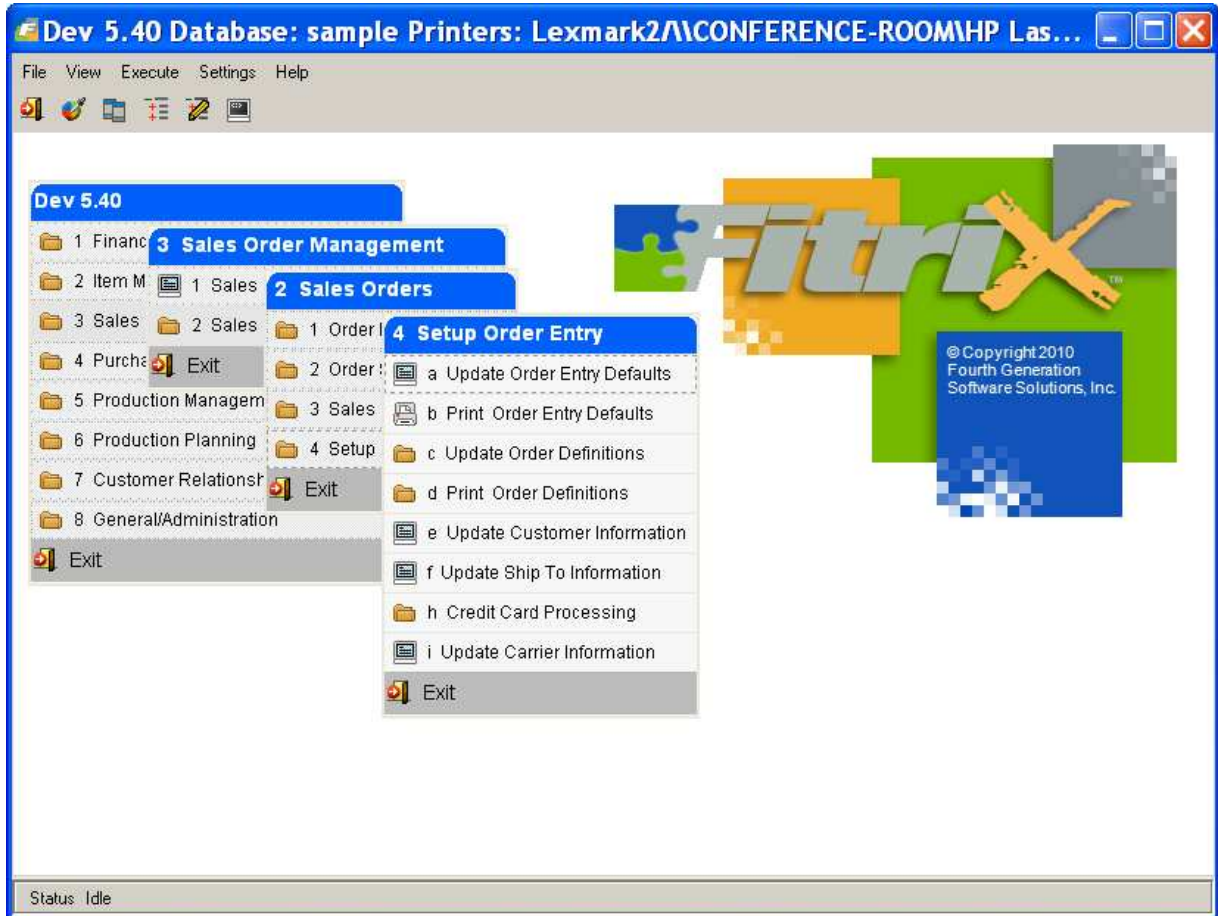 Dev 5.40 Database: sample Printers: Lexmark2/\\CONFERENCE-ROOM\HP Las...
File View Execute Settings Help
Dev 5.40
1 Financ
2 Item M
3 Sales
4 Purcha
5 Production Managem
6 Production Planning
7 Customer Relationsh
8 General/Administration
Exit
3 Sales Order Management
1 Sales
2 Sales
Exit
2 Sales Orders
1 Order
2 Order
3 Sales
4 Setup
Exit
4 Setup Order Entry
a Update Order Entry Defaults
b Print Order Entry Defaults
c Update Order Definitions
d Print Order Definitions
e Update Customer Information
f Update Ship To Information
h Credit Card Processing
i Update Carrier Information
Exit
Fitrix™
© Copyright 2010
Fourth Generation
Software Solutions, Inc.
Status Idle